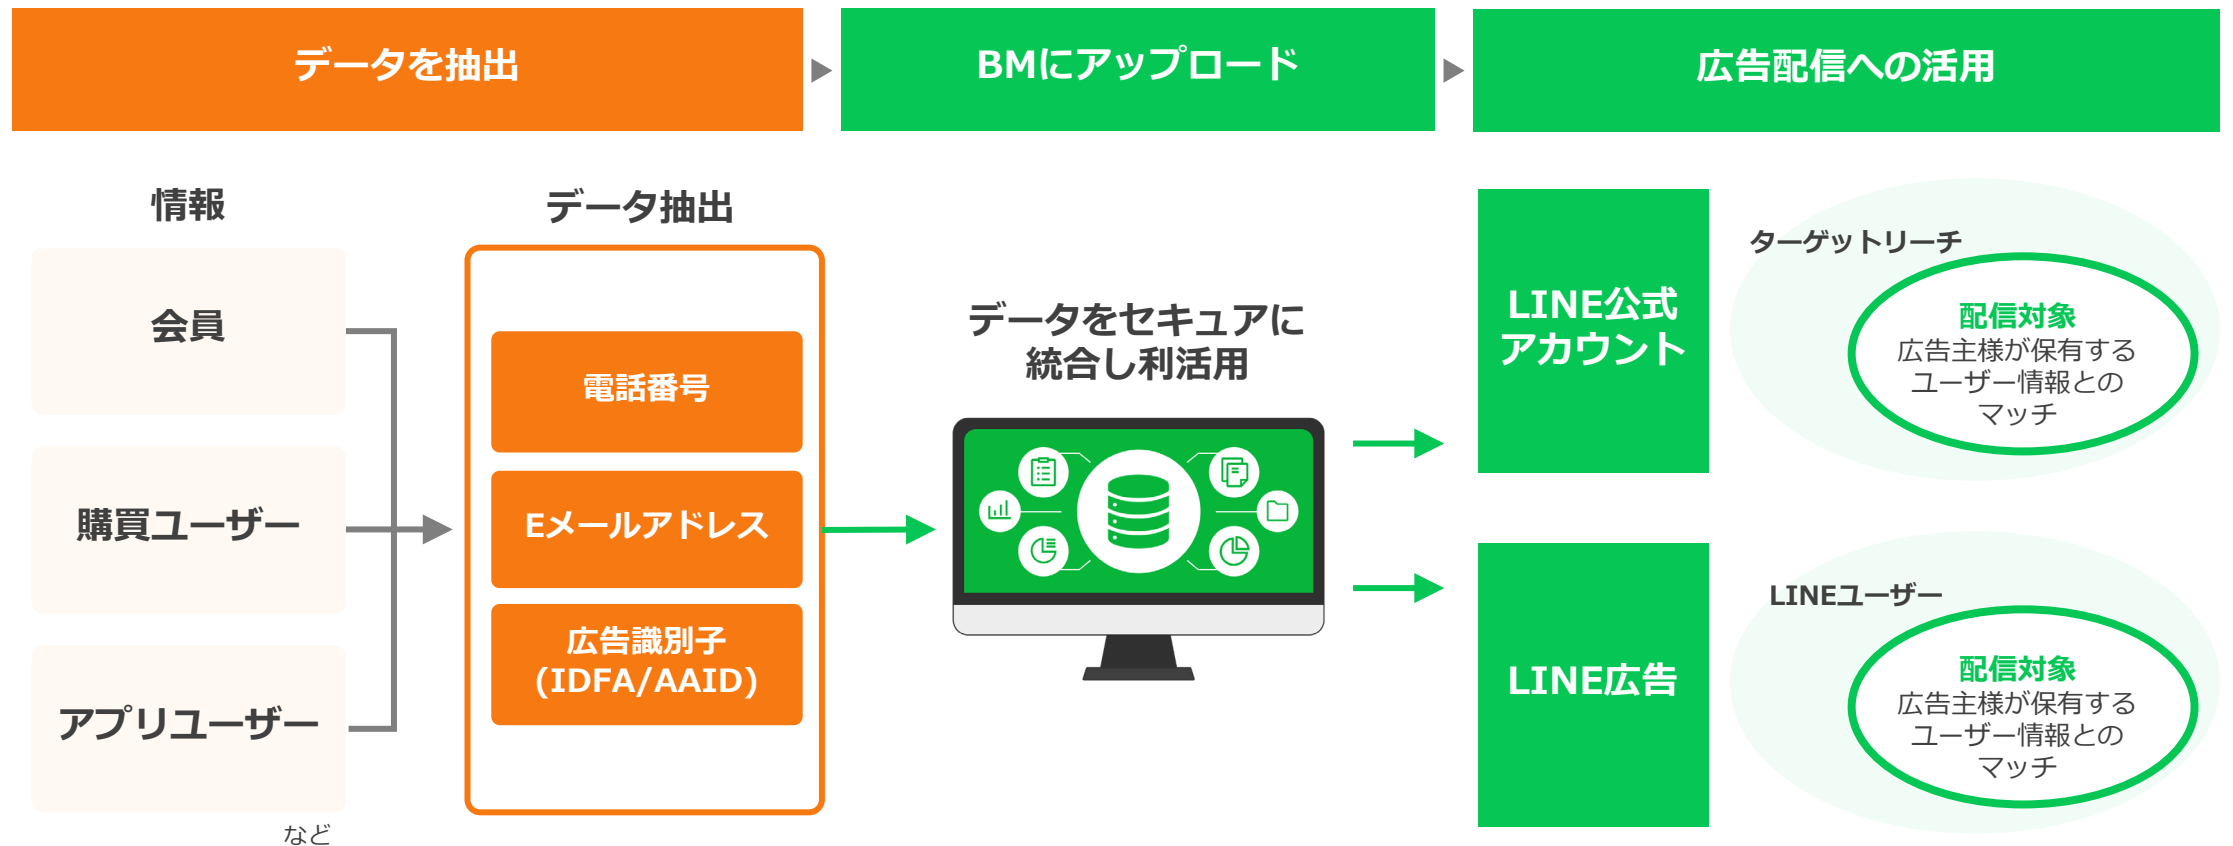 データを抽出
BMにアップロード
広告配信への活用
情報
会員
購買ユーザー
アプリユーザー
など
データ抽出
電話番号
Eメールアドレス
広告識別子
(IDFA/AAID)
データをセキュアに
統合し利活用
LINE公式
アカウント
ターゲットリーチ
配信対象
広告主様が保有する
ユーザー情報との
マッチ
LINE広告
LINEユーザー
配信対象
広告主様が保有する
ユーザー情報との
マッチ